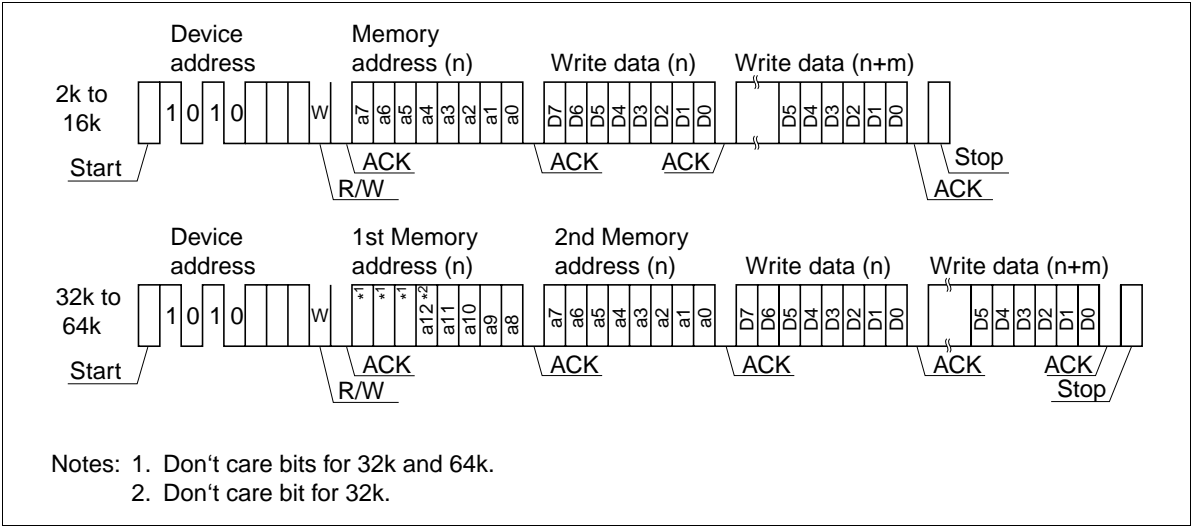 Device address
Memory address (n)
Write data (n)
Write data (n+m)
2k to 16k
1 0 1 0
W
a7 a6 a5 a4 a3 a2 a1 a0
D7 D6 D5 D4 D3 D2 D1 D0
D5 D4 D3 D2 D1 D0
Start
R/W
ACK
ACK
ACK
ACK
Stop
Device address
1st Memory address (n)
2nd Memory address (n)
Write data (n)
Write data (n+m)
32k to 64k
1 0 1 0
W
*1 *1 *1 a12 *2 a11 a10 a9 a8
a7 a6 a5 a4 a3 a2 a1 a0
D7 D6 D5 D4 D3 D2 D1 D0
D5 D4 D3 D2 D1 D0
Start
R/W
ACK
ACK
ACK
ACK
ACK
Stop
Notes: 1. Don't care bits for 32k and 64k.
2. Don't care bit for 32k.